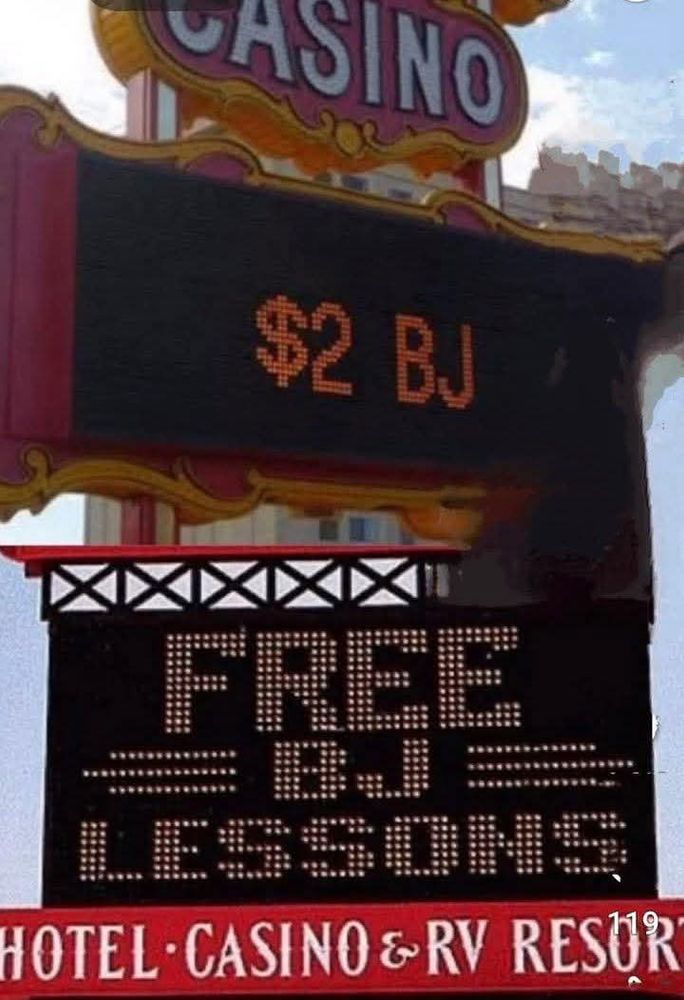 CASINO
$2 BJ
FREE
BJ
LESSONS
HOTEL·CASINO & RV RESORT
119